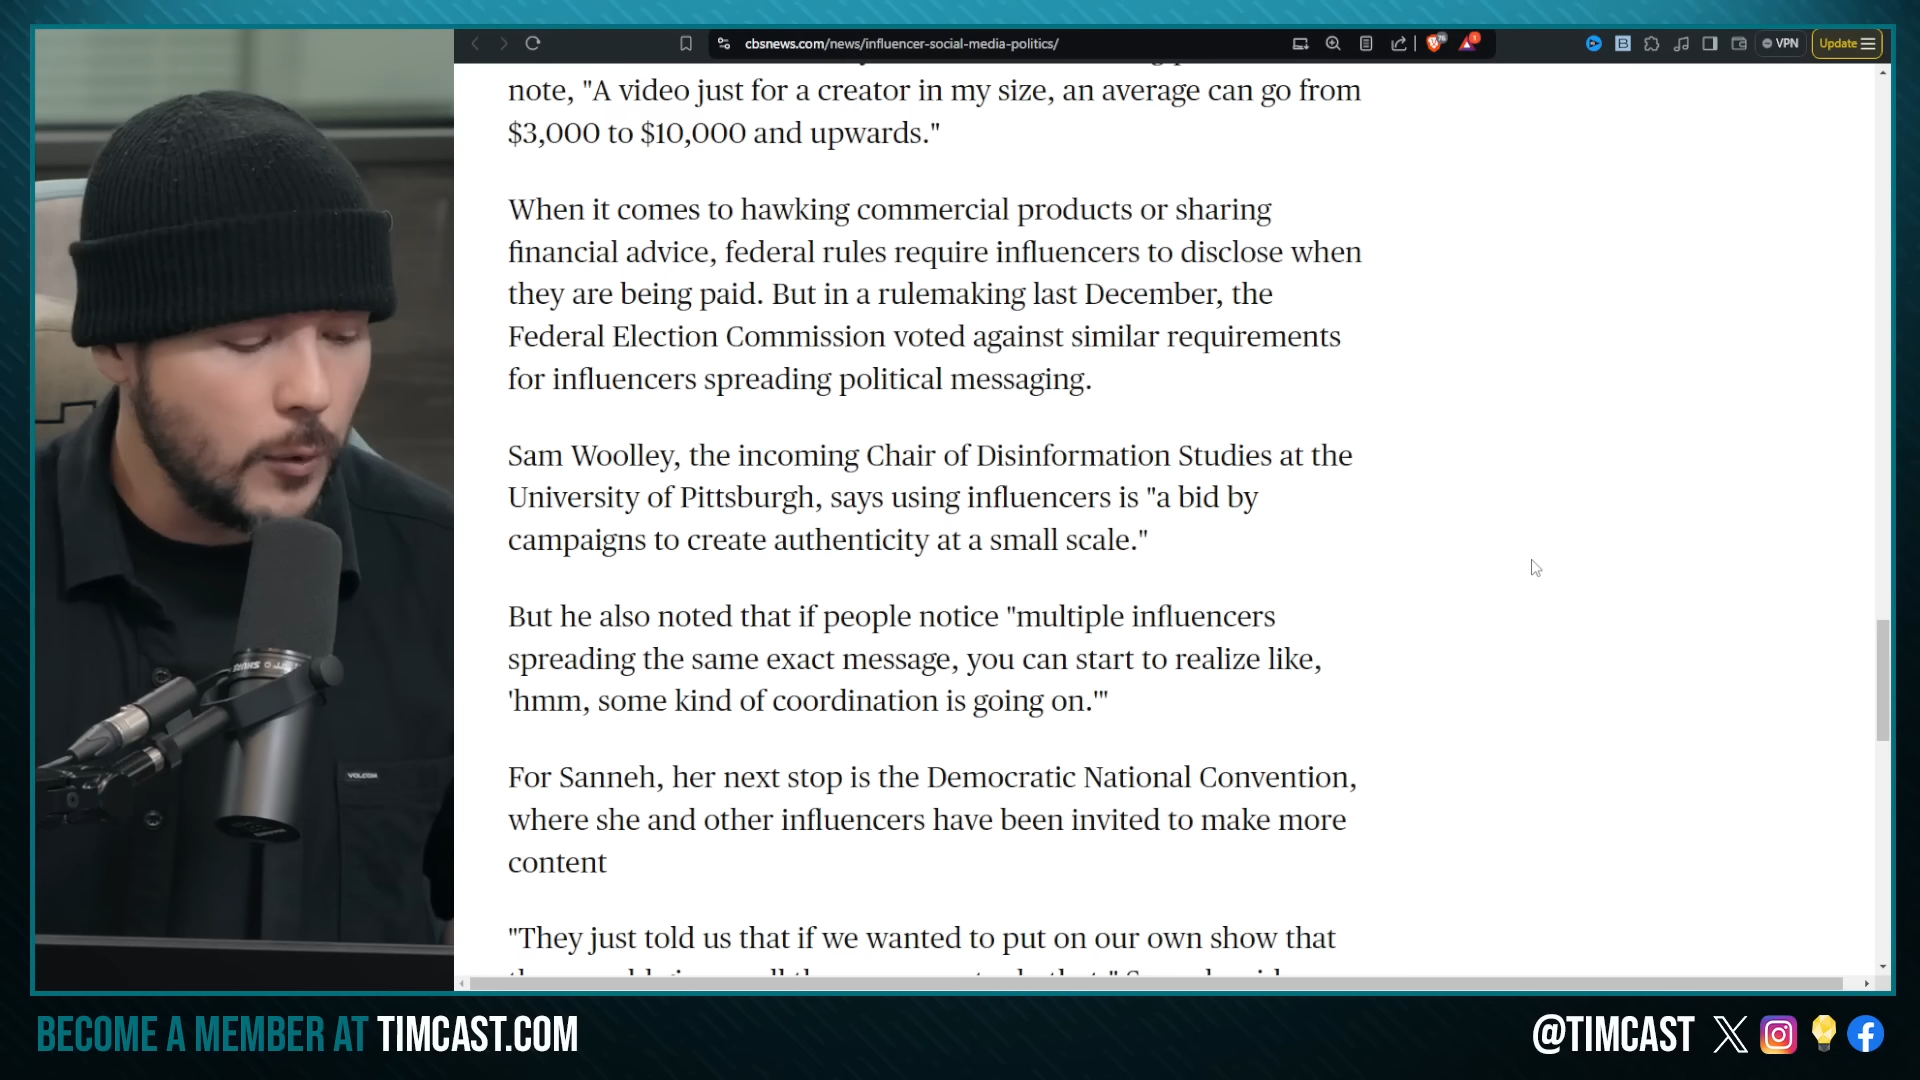 cbsnews.com/news/influencer-social-media-politics/
VPN
Update
note, "A video just for a creator in my size, an average can go from
$3,000 to $10,000 and upwards."
When it comes to hawking commercial products or sharing
financial advice, federal rules require influencers to disclose when
they are being paid. But in a rulemaking last December, the
Federal Election Commission voted against similar requirements
for influencers spreading political messaging.
Sam Woolley, the incoming Chair of Disinformation Studies at the
University of Pittsburgh, says using influencers is "a bid by
campaigns to create authenticity at a small scale."
But he also noted that if people notice "multiple influencers
spreading the same exact message, you can start to realize like,
'hmm, some kind of coordination is going on.'"
For Sanneh, her next stop is the Democratic National Convention,
where she and other influencers have been invited to make more
content
"They just told us that if we wanted to put on our own show that
VOLCOM
BECOME A MEMBER AT TIMCAST.COM
@TIMCAST